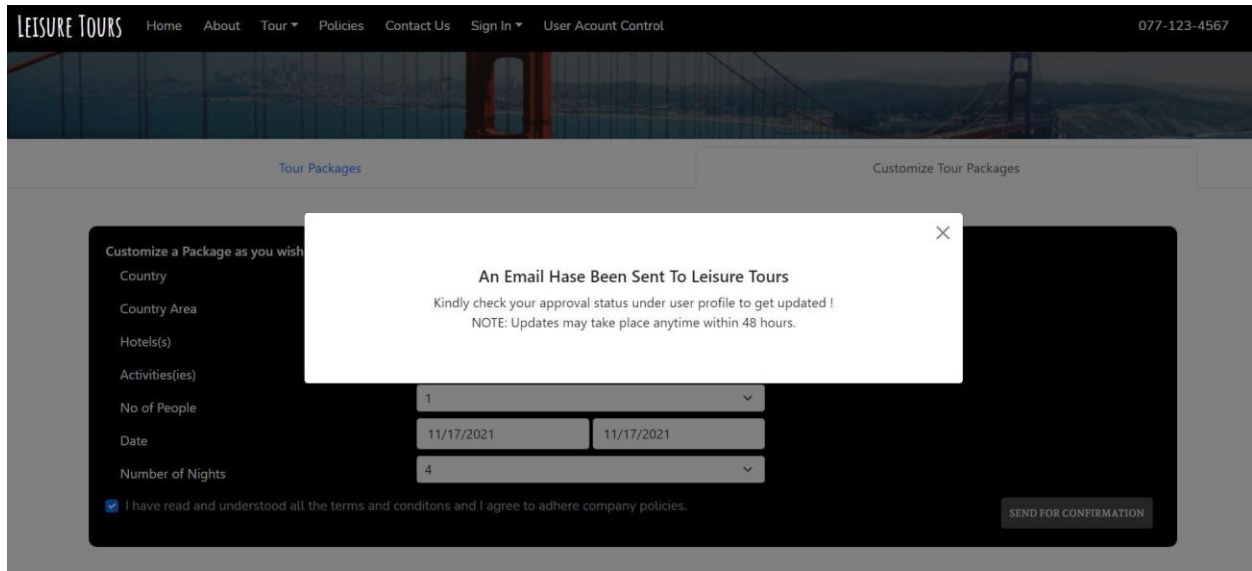 LEISURE TOURS Home About Tour Policies Contact Us Sign In User Acount Control 077-123-4567
Tour Packages Customize Tour Packages
An Email Hase Been Sent To Leisure Tours
Kindly check your approval status under user profile to get updated !
NOTE: Updates may take place anytime within 48 hours.
Customize a Package as you wish
Country
Country Area
Hotels(s)
Activities(ies)
No of People 1
Date 11/17/2021 11/17/2021
Number of Nights 4
I have read and understood all the terms and conditons and I agree to adhere company policies.
SEND FOR CONFIRMATION